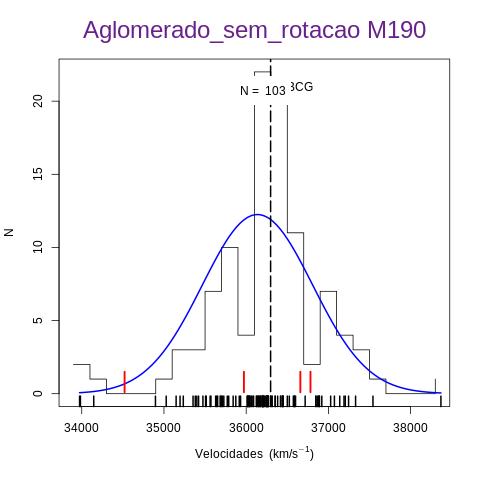 Aglomerado_sem_rotacao M190
N = 103
BCG
N
0
5
10
15
20
34000 35000 36000 37000 38000
Velocidades (km/s⁻¹)